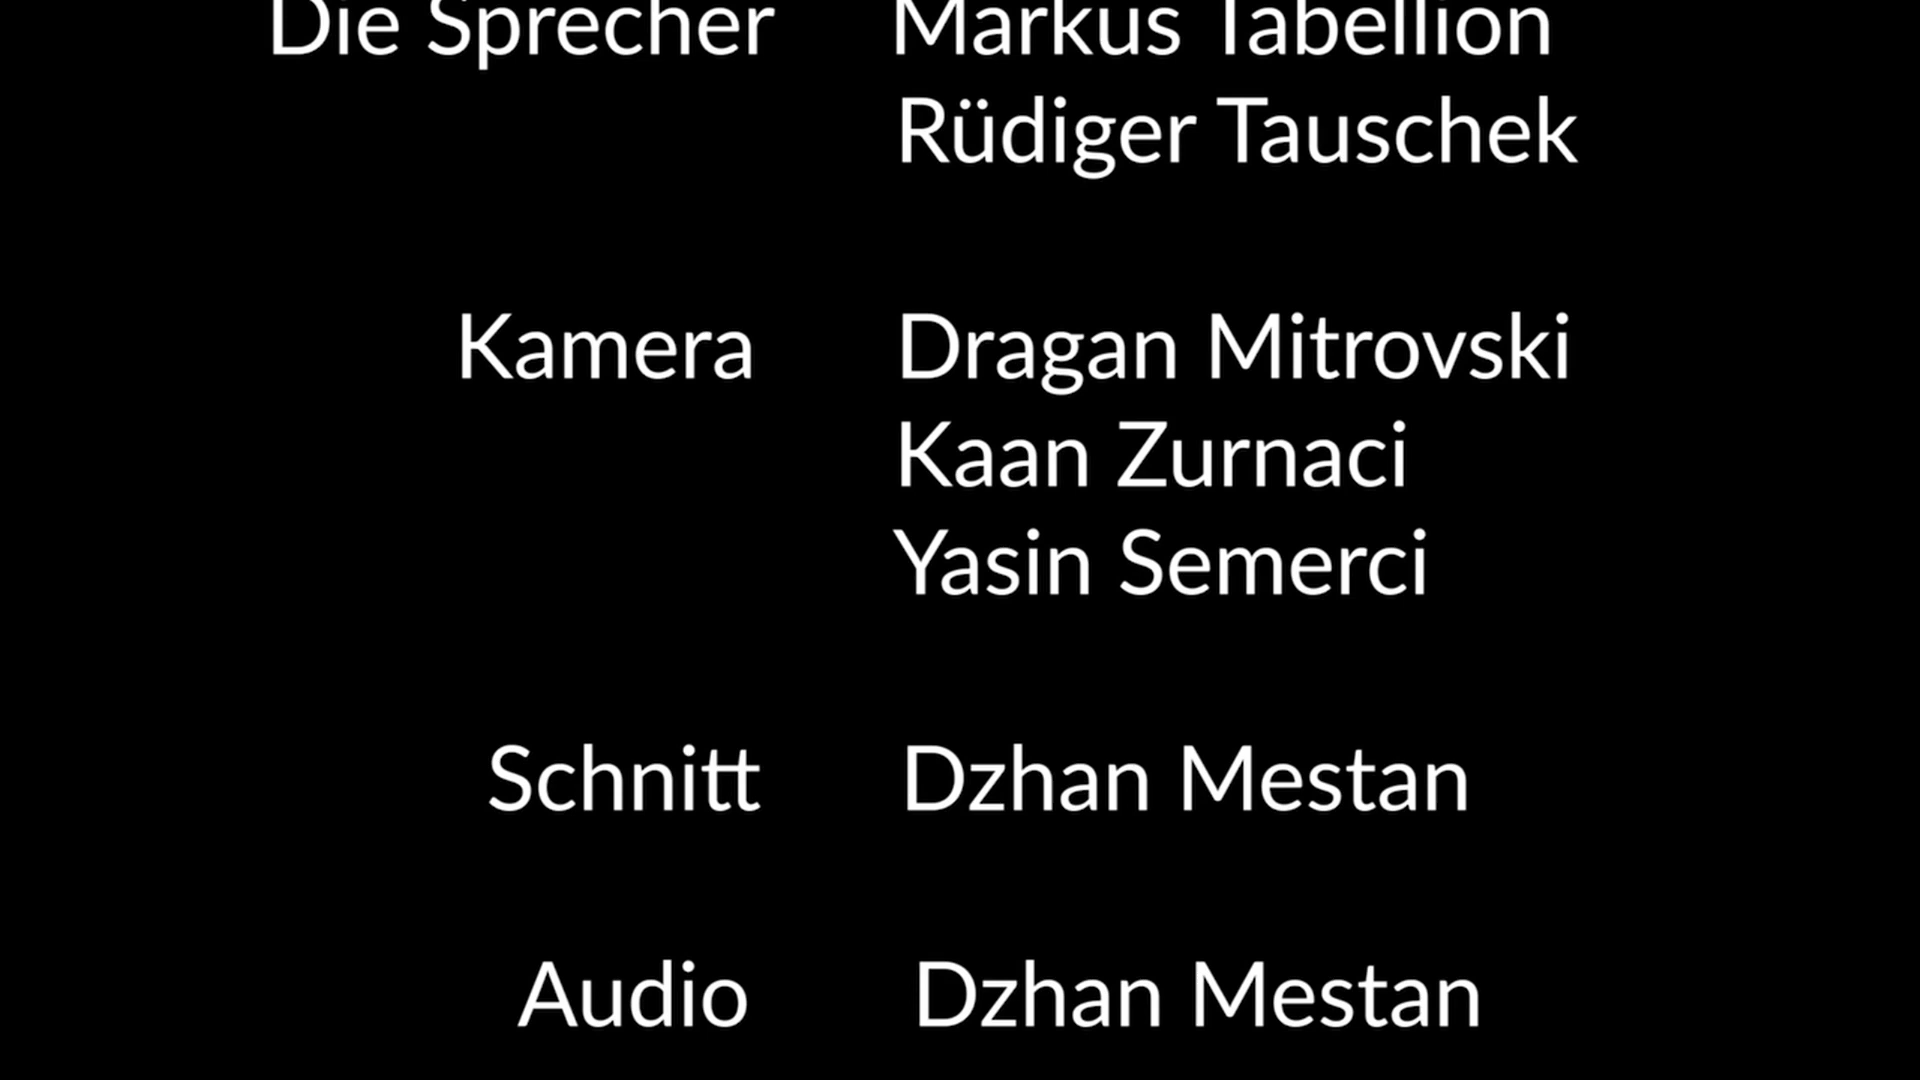 Die Sprecher Markus Tabellion
Rüdiger Tauschek
Kamera Dragan Mitrovski
Kaan Zurnaci
Yasin Semerci
Schnitt Dzhan Mestan
Audio Dzhan Mestan